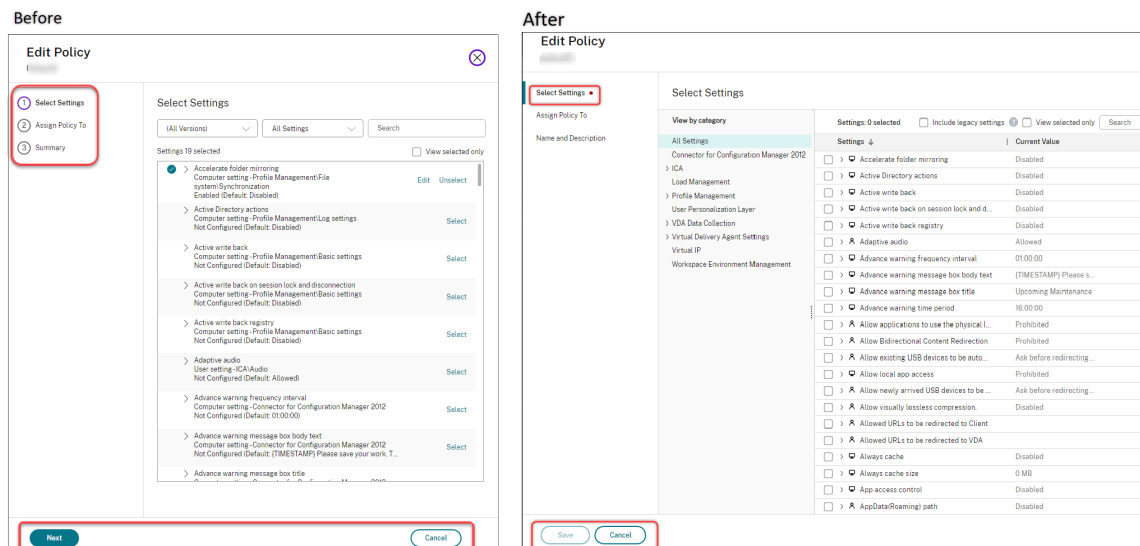 Before
Edit Policy
1 Select Settings
2 Assign Policy To
3 Summary
Select Settings
(All Versions) All Settings Search
Settings 19 selected View selected only
Accelerate folder mirroring
Computer setting - Profile Management\File
system\Synchronization
Enabled (Default: Disabled)
Edit Unselect
Active Directory actions
Computer setting - Profile Management\Log settings
Not Configured (Default: Disabled)
Select
Active write back
Computer setting - Profile Management\Basic settings
Not Configured (Default: Disabled)
Select
Active write back on session lock and disconnection
Computer setting - Profile Management\Basic settings
Not Configured (Default: Disabled)
Select
Active write back registry
Computer setting - Profile Management\Basic settings
Not Configured (Default: Disabled)
Select
Adaptive audio
User setting - ICA\Audio
Not Configured (Default: Allowed)
Select
Advance warning frequency interval
Computer setting - Connector for Configuration Manager 2012
Not Configured (Default: 01:00:00)
Select
Advance warning message box body text
Computer setting - Connector for Configuration Manager 2012
Not Configured (Default: {TIMESTAMP} Please save your work. T...
Select
Advance warning message box title
Next Cancel
After
Edit Policy
Select Settings
Assign Policy To
Name and Description
Select Settings
View by category
All Settings
Connector for Configuration Manager 2012
ICA
Load Management
Profile Management
User Personalization Layer
VDA Data Collection
Virtual Delivery Agent Settings
Virtual IP
Workspace Environment Management
Settings: 0 selected Include legacy settings ? View selected only Search
Settings ↓ Current Value
Accelerate folder mirroring Disabled
Active Directory actions Disabled
Active write back Disabled
Active write back on session lock and d... Disabled
Active write back registry Disabled
Adaptive audio Allowed
Advance warning frequency interval 01:00:00
Advance warning message box body text {TIMESTAMP} Please s...
Advance warning message box title Upcoming Maintenance
Advance warning time period 16:00:00
Allow applications to use the physical l... Prohibited
Allow Bidirectional Content Redirection Prohibited
Allow existing USB devices to be auto... Ask before redirecting...
Allow local app access Prohibited
Allow newly arrived USB devices to be ... Ask before redirecting...
Allow visually lossless compression. Disabled
Allowed URLs to be redirected to Client
Allowed URLs to be redirected to VDA
Always cache Disabled
Always cache size 0 MB
App access control Disabled
AppData(Roaming) path Disabled
Save Cancel